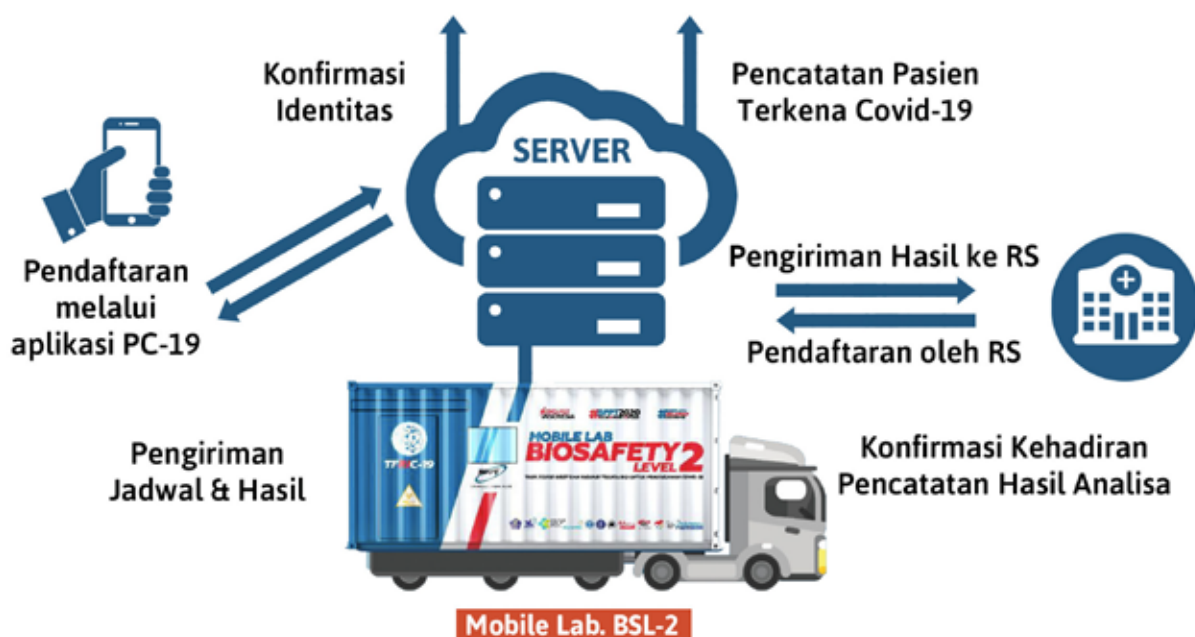 Konfirmasi
Identitas
Pencatatan Pasien
Terkena Covid-19
SERVER
Pendaftaran
melalui
aplikasi PC-19
Pengiriman Hasil ke RS
Pendaftaran oleh RS
Pengiriman
Jadwal & Hasil
MOBILE LAB
BIOSAFETY
LEVEL 2
Konfirmasi Kehadiran
Pencatatan Hasil Analisa
Mobile Lab. BSL-2